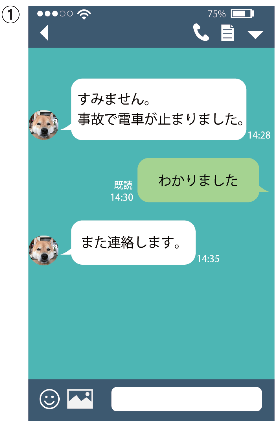 ①
75%
すみません。
事故で電車が止まりました。
14:28
わかりました
既読
14:30
また連絡します。
14:35